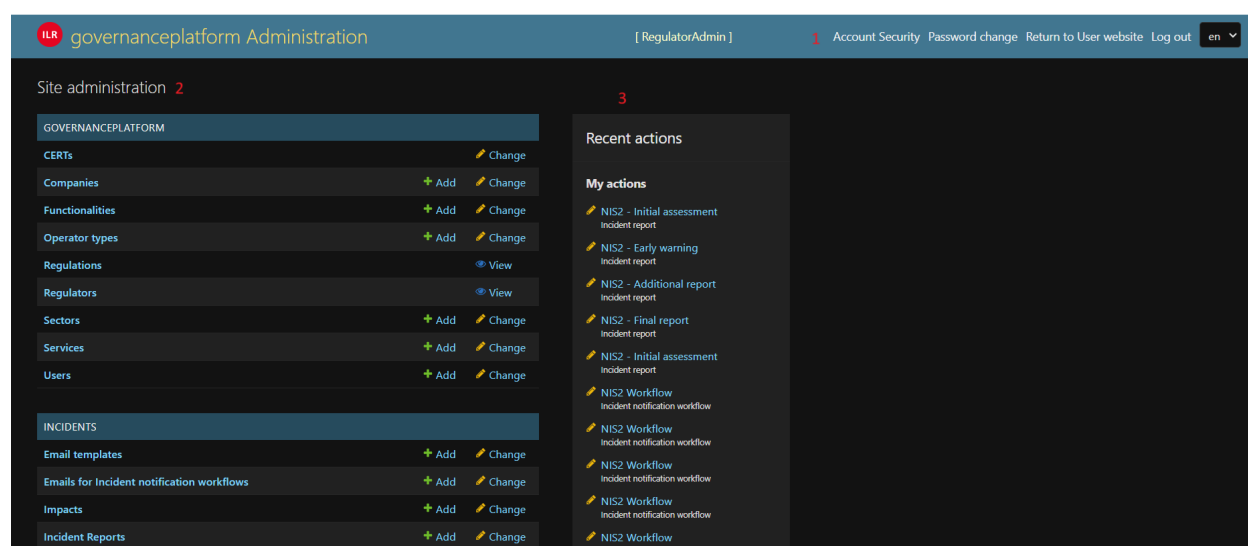 ILR governanceplatform Administration [ RegulatorAdmin ] 1 Account Security Password change Return to User website Log out en
Site administration 2
GOVERNANCEPLATFORM
CERTs Change
Companies Add Change
Functionalities Add Change
Operator types Add Change
Regulations View
Regulators View
Sectors Add Change
Services Add Change
Users Add Change
INCIDENTS
Email templates Add Change
Emails for Incident notification workflows Add Change
Impacts Add Change
Incident Reports Add Change
3
Recent actions
My actions
NIS2 - Initial assessment
Incident report
NIS2 - Early warning
Incident report
NIS2 - Additional report
Incident report
NIS2 - Final report
Incident report
NIS2 - Initial assessment
Incident report
NIS2 Workflow
Incident notification workflow
NIS2 Workflow
Incident notification workflow
NIS2 Workflow
Incident notification workflow
NIS2 Workflow
Incident notification workflow
NIS2 Workflow